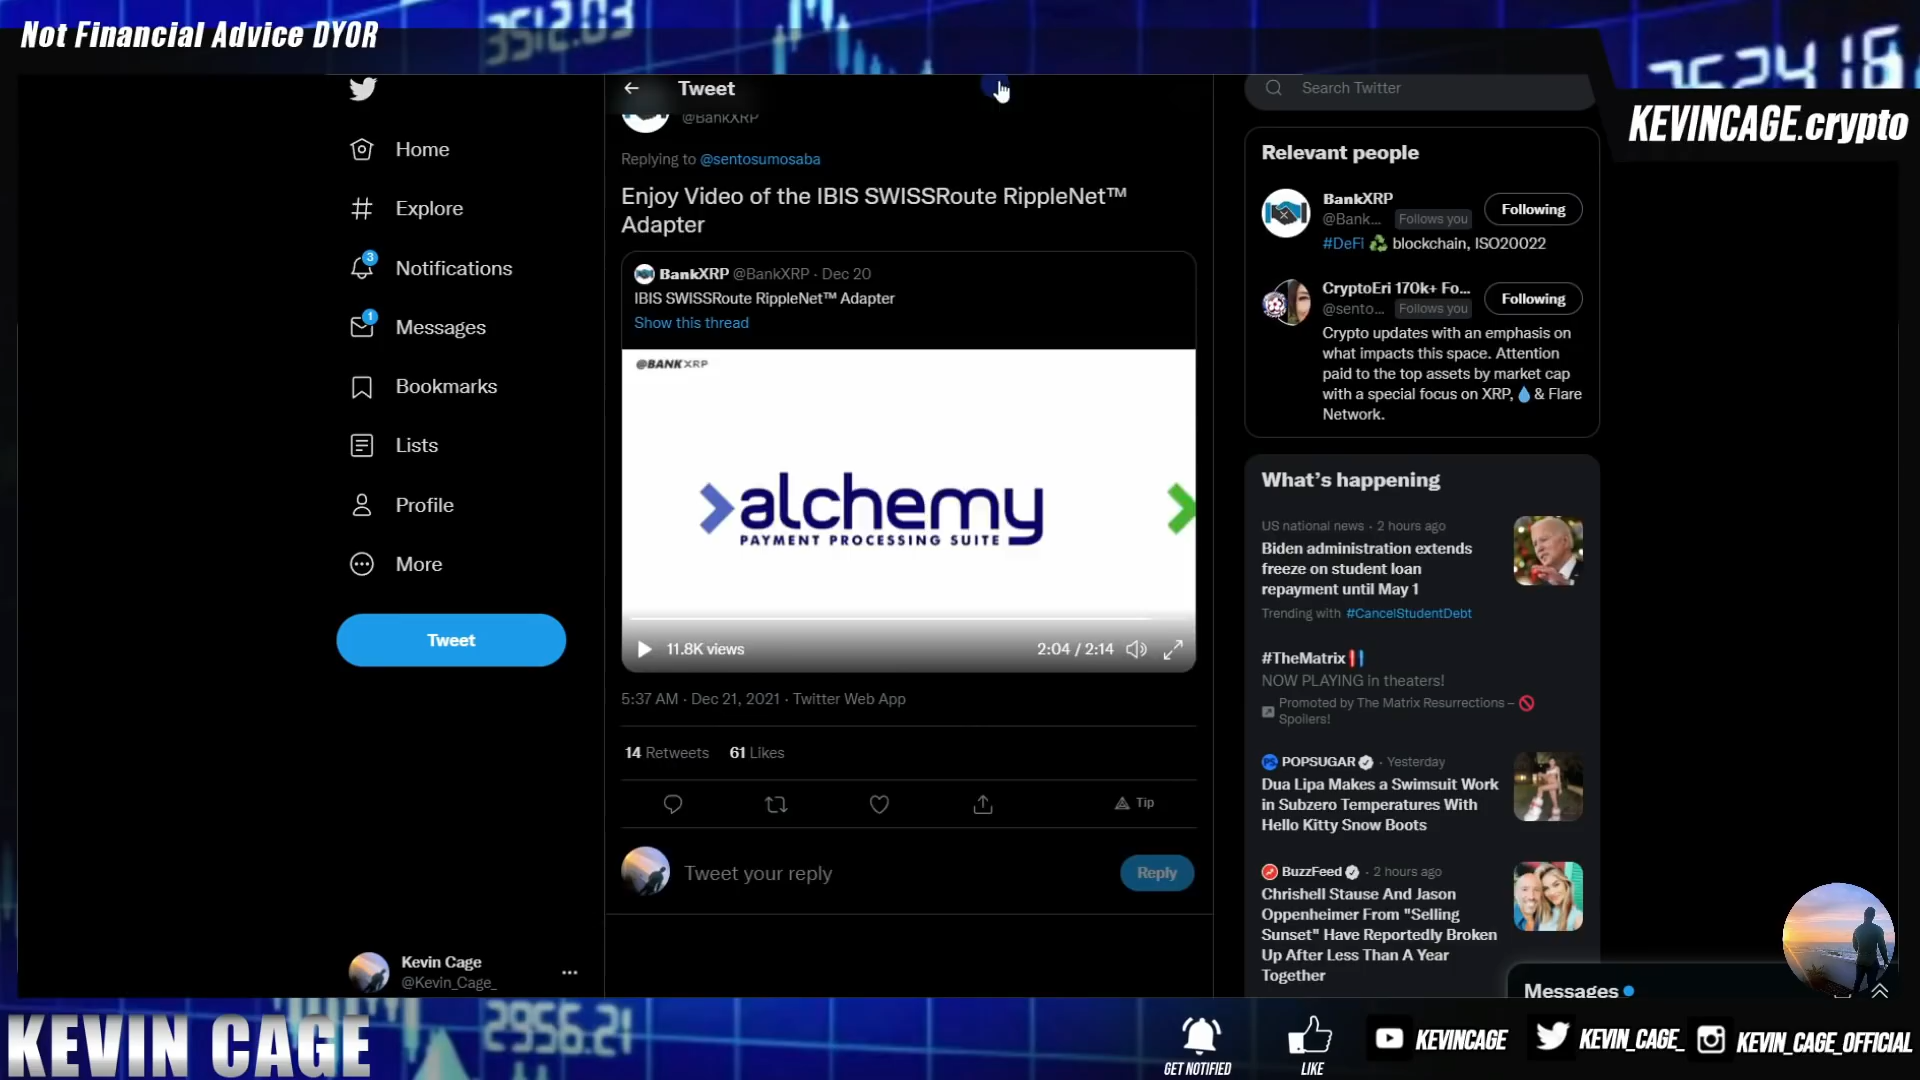 Not Financial Advice DYOR
3512.03
3524.16
KEVINCAGE.crypto
Tweet
Search Twitter
@BankXRP
Replying to @sentosumosaba
Enjoy Video of the IBIS SWISSRoute RippleNet™
Adapter
BankXRP @BankXRP · Dec 20
IBIS SWISSRoute RippleNet™ Adapter
Show this thread
@BANKXRP
alchemy
PAYMENT PROCESSING SUITE
11.8K views
2:04 / 2:14
5:37 AM · Dec 21, 2021 · Twitter Web App
14 Retweets 61 Likes
Tip
Tweet your reply
Reply
Home
Explore
3
Notifications
1
Messages
Bookmarks
Lists
Profile
More
Tweet
Kevin Cage
@Kevin_Cage_
Relevant people
BankXRP
@Bank... Follows you
Following
#DeFi ♻ blockchain, ISO20022
CryptoEri 170k+ Fo...
@sento... Follows you
Following
Crypto updates with an emphasis on
what impacts this space. Attention
paid to the top assets by market cap
with a special focus on XRP, 💧& Flare
Network.
What's happening
US national news · 2 hours ago
Biden administration extends
freeze on student loan
repayment until May 1
Trending with #CancelStudentDebt
#TheMatrix
NOW PLAYING in theaters!
Promoted by The Matrix Resurrections – 🚫
Spoilers!
POPSUGAR · Yesterday
Dua Lipa Makes a Swimsuit Work
in Subzero Temperatures With
Hello Kitty Snow Boots
BuzzFeed · 2 hours ago
Chrishell Stause And Jason
Oppenheimer From "Selling
Sunset" Have Reportedly Broken
Up After Less Than A Year
Together
Messages
KEVIN CAGE
2956.21
GET NOTIFIED
LIKE
KEVINCAGE
KEVIN_CAGE_
KEVIN_CAGE_OFFICIAL